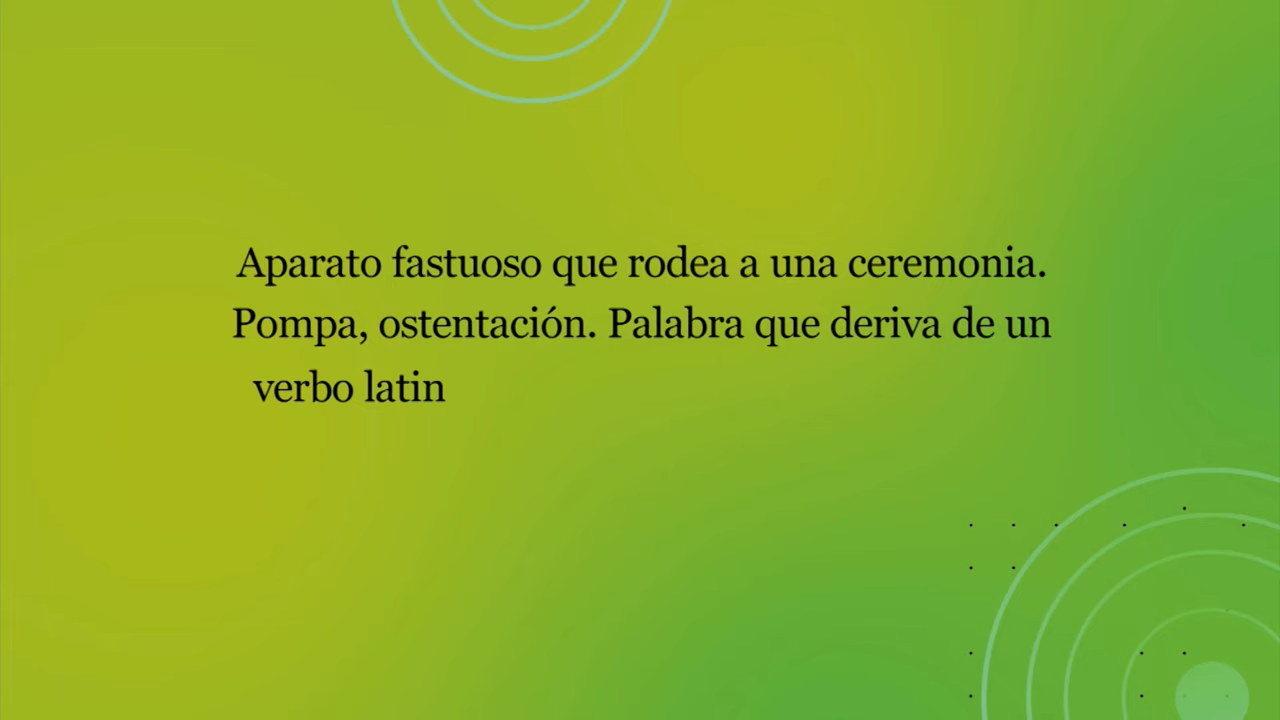 Aparato fastuoso que rodea a una ceremonia.
Pompa, ostentación. Palabra que deriva de un
verbo latin